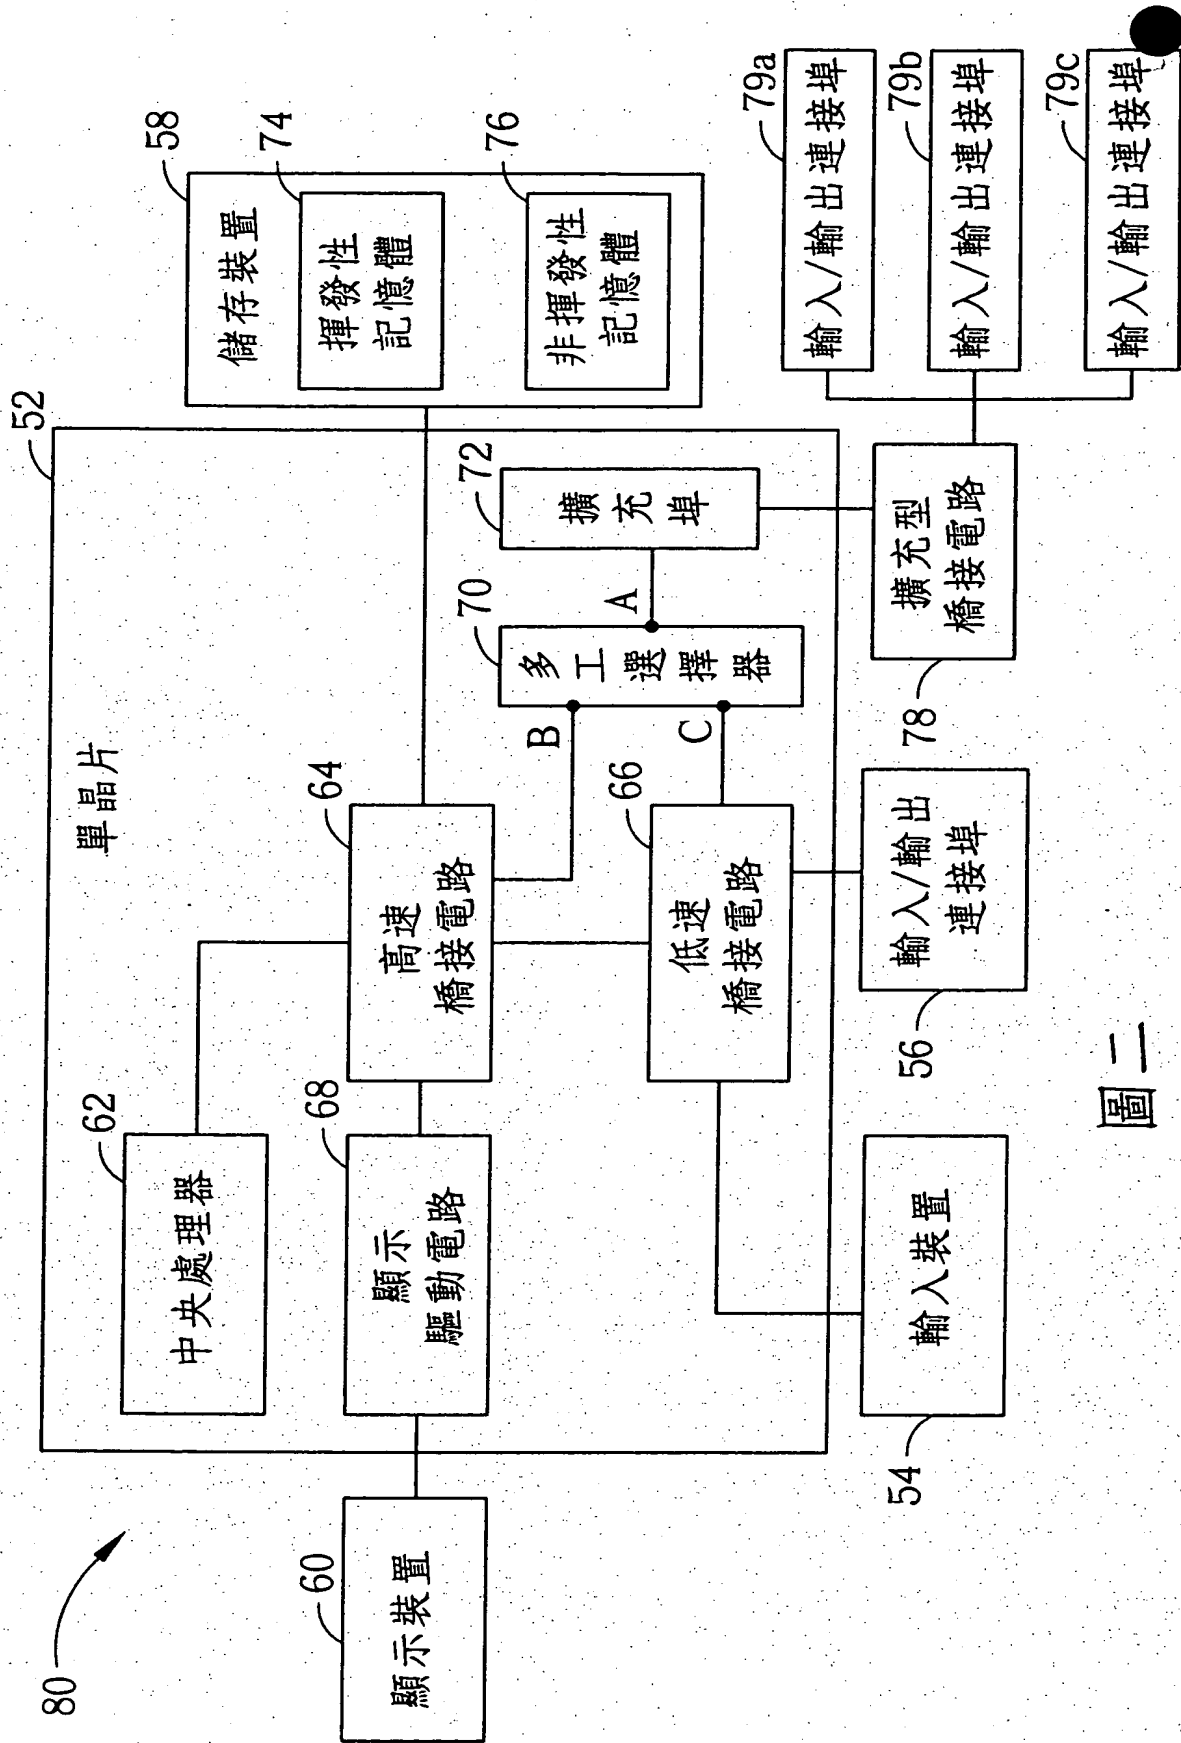 80
單晶片
52
62
中央處理器
60
顯示裝置
68
顯示
驅動電路
64
高速
橋接電路
58
儲存裝置
74
揮發性
記憶體
76
非揮發性
記憶體
66
低速
橋接電路
B
C
70
多工選擇器
A
72
擴充埠
54
輸入裝置
56
輸入/輸出
連接埠
78
擴充型
橋接電路
79a
輸入/輸出連接埠
79b
輸入/輸出連接埠
79c
輸入/輸出連接埠
圖二